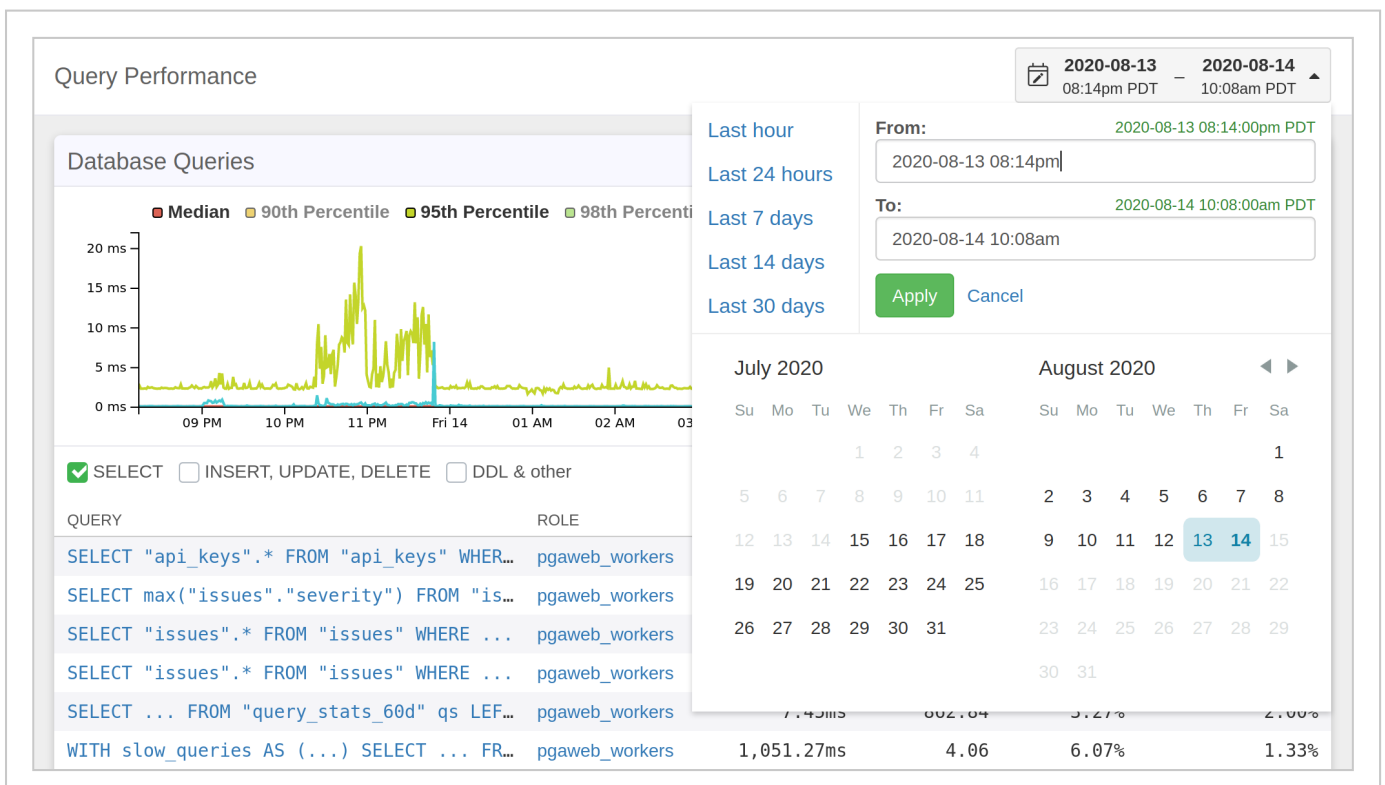 Query Performance
2020-08-13 – 2020-08-14
08:14pm PDT 10:08am PDT
Last hour
Last 24 hours
Last 7 days
Last 14 days
Last 30 days
From: 2020-08-13 08:14:00pm PDT
2020-08-13 08:14pm
To: 2020-08-14 10:08:00am PDT
2020-08-14 10:08am
Apply Cancel
July 2020
Su Mo Tu We Th Fr Sa
1 2 3 4
5 6 7 8 9 10 11
12 13 14 15 16 17 18
19 20 21 22 23 24 25
26 27 28 29 30 31
August 2020
Su Mo Tu We Th Fr Sa
1
2 3 4 5 6 7 8
9 10 11 12 13 14 15
16 17 18 19 20 21 22
23 24 25 26 27 28 29
30 31
Database Queries
Median 90th Percentile 95th Percentile 98th Percenti
20 ms
15 ms
10 ms
5 ms
0 ms
09 PM 10 PM 11 PM Fri 14 01 AM 02 AM 03
SELECT INSERT, UPDATE, DELETE DDL & other
QUERY ROLE
SELECT "api_keys".* FROM "api_keys" WHER… pgaweb_workers
SELECT max("issues"."severity") FROM "is… pgaweb_workers
SELECT "issues".* FROM "issues" WHERE ... pgaweb_workers
SELECT "issues".* FROM "issues" WHERE ... pgaweb_workers
SELECT ... FROM "query_stats_60d" qs LEF… pgaweb_workers
WITH slow_queries AS (...) SELECT ... FR… pgaweb_workers 1,051.27ms 4.06 6.07% 1.33%